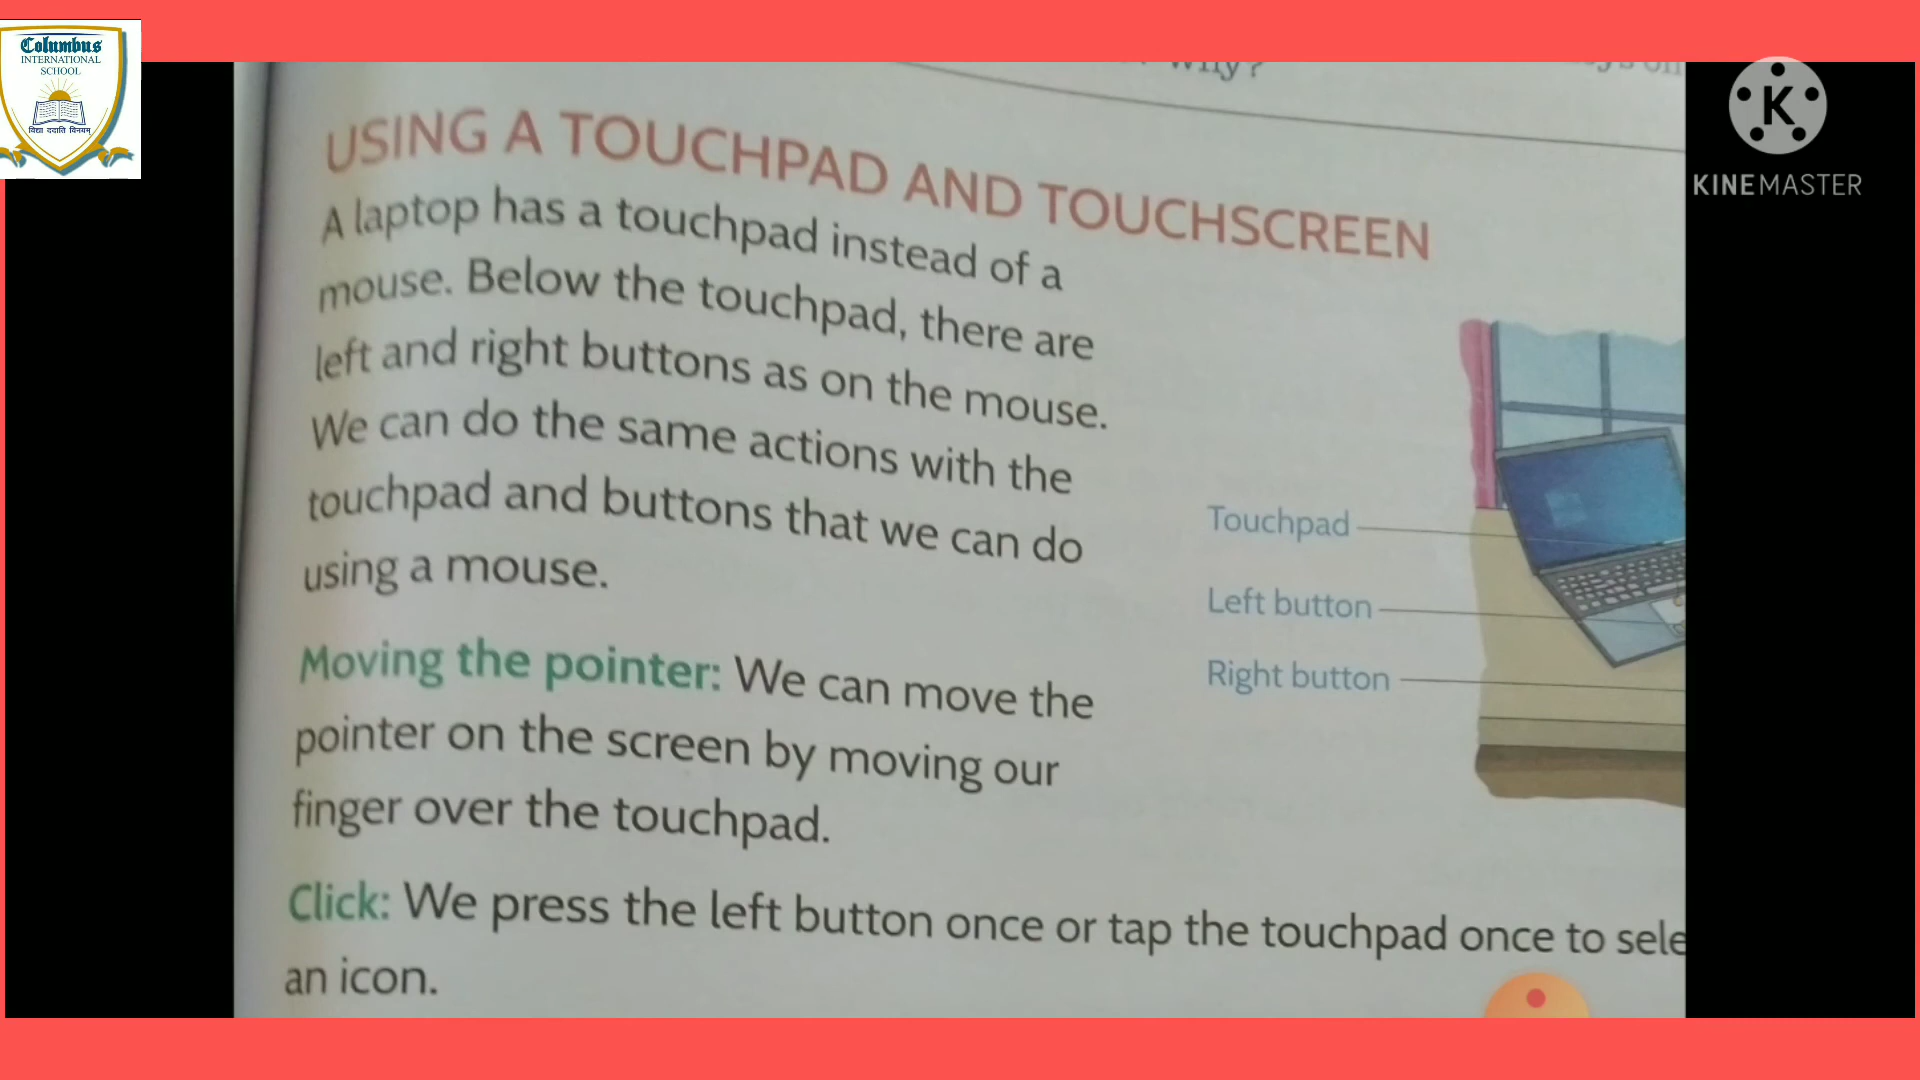 Columbus
INTERNATIONAL
SCHOOL
विद्या ददाति विनयम्
K
KINEMASTER
why?
USING A TOUCHPAD AND TOUCHSCREEN
A laptop has a touchpad instead of a
mouse. Below the touchpad, there are
left and right buttons as on the mouse.
We can do the same actions with the
touchpad and buttons that we can do
using a mouse.
Touchpad
Left button
Right button
Moving the pointer: We can move the
pointer on the screen by moving our
finger over the touchpad.
Click: We press the left button once or tap the touchpad once to sele
an icon.